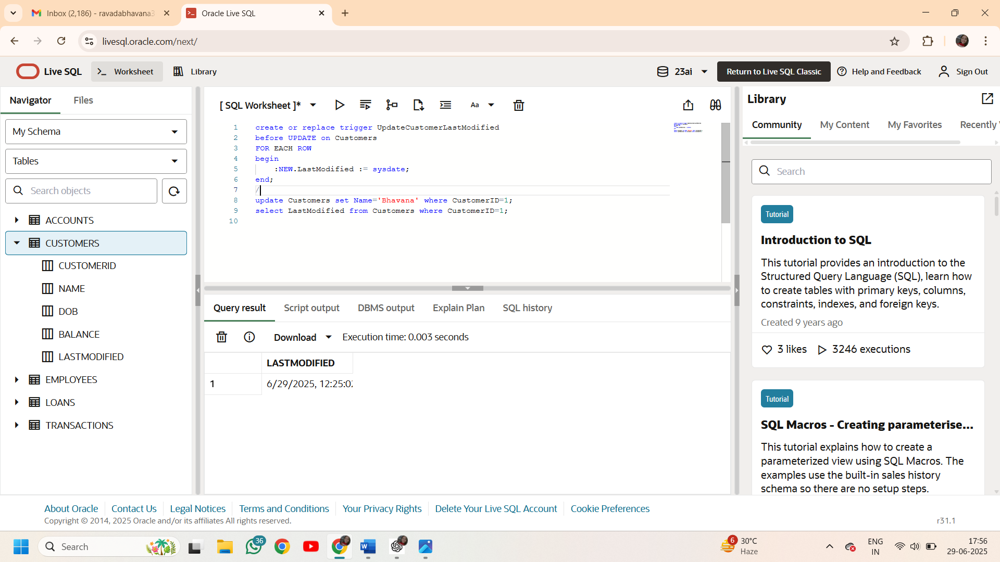 Inbox (2,186) - ravadabhavana3
Oracle Live SQL
livesql.oracle.com/next/
Live SQL
Worksheet
Library
23ai
Return to Live SQL Classic
Help and Feedback
Sign Out
Navigator
Files
My Schema
Tables
Search objects
ACCOUNTS
CUSTOMERS
CUSTOMERID
NAME
DOB
BALANCE
LASTMODIFIED
EMPLOYEES
LOANS
TRANSACTIONS
[ SQL Worksheet ]*
Aa
1 create or replace trigger UpdateCustomerLastModified
2 before UPDATE on Customers
3 FOR EACH ROW
4 begin
5 :NEW.LastModified := sysdate;
6 end;
7 /
8 update Customers set Name='Bhavana' where CustomerID=1;
9 select LastModified from Customers where CustomerID=1;
10
Query result
Script output
DBMS output
Explain Plan
SQL history
Download
Execution time: 0.003 seconds
LASTMODIFIED
1 6/29/2025, 12:25:02
Library
Community
My Content
My Favorites
Recently
Search
Tutorial
Introduction to SQL
This tutorial provides an introduction to the
Structured Query Language (SQL), learn how
to create tables with primary keys, columns,
constraints, indexes, and foreign keys.
Created 9 years ago
3 likes
3246 executions
Tutorial
SQL Macros - Creating parameterise...
This tutorial explains how to create a
parameterized view using SQL Macros. The
examples use the built-in sales history
schema so there are no setup steps.
About Oracle
Contact Us
Legal Notices
Terms and Conditions
Your Privacy Rights
Delete Your Live SQL Account
Cookie Preferences
Copyright © 2014, 2025 Oracle and/or its affiliates All rights reserved.
r31.1
Search
36
6
30°C
Haze
ENG
IN
17:56
29-06-2025